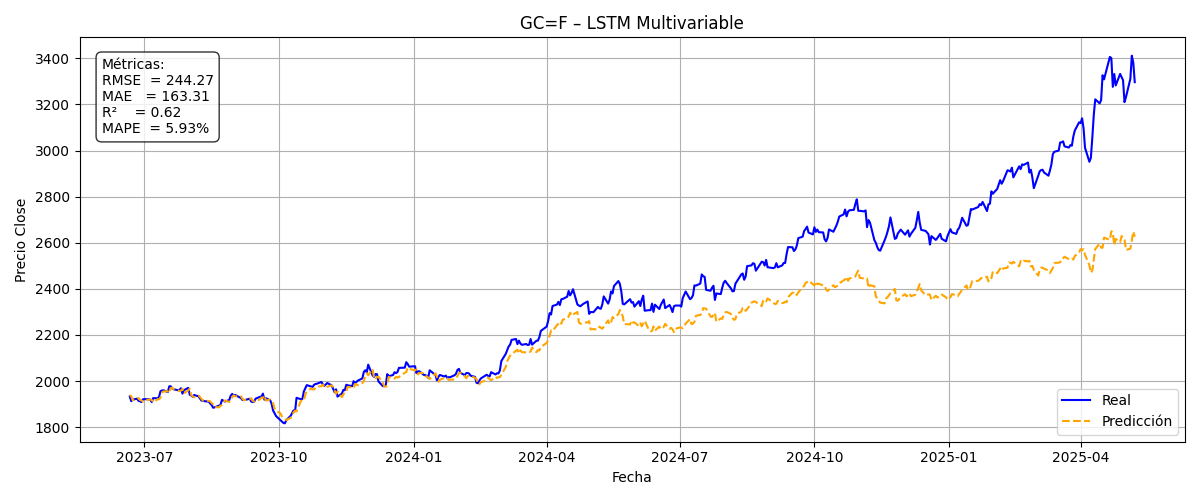 GC=F – LSTM Multivariable
Métricas:
RMSE = 244.27
MAE = 163.31
R² = 0.62
MAPE = 5.93%
Precio Close
3400
3200
3000
2800
2600
2400
2200
2000
1800
Real
Predicción
2023-07 2023-10 2024-01 2024-04 2024-07 2024-10 2025-01 2025-04
Fecha